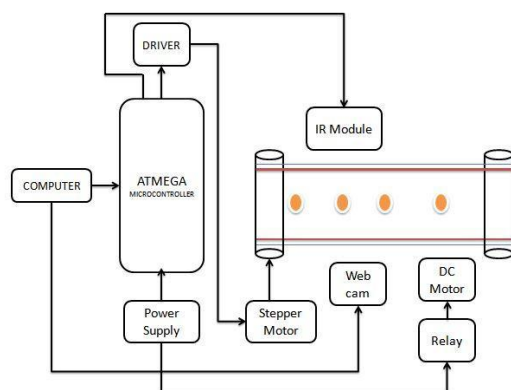 DRIVER
IR Module
ATMEGA
MICROCONTROLLER
COMPUTER
Web
cam
DC
Motor
Power
Supply
Stepper
Motor
Relay